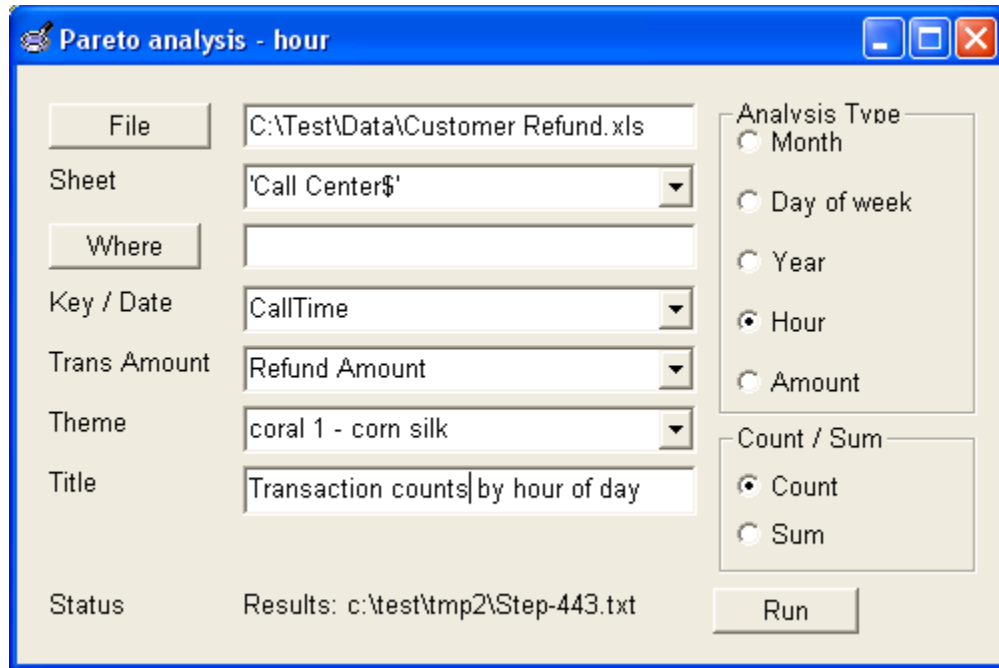 Pareto analysis - hour
File C:\Test\Data\Customer Refund.xls
Sheet 'Call Center$'
Where
Key / Date CallTime
Trans Amount Refund Amount
Theme coral 1 - corn silk
Title Transaction counts by hour of day
Analysis Type
Month
Day of week
Year
Hour
Amount
Count / Sum
Count
Sum
Status Results: c:\test\tmp2\Step-443.txt
Run